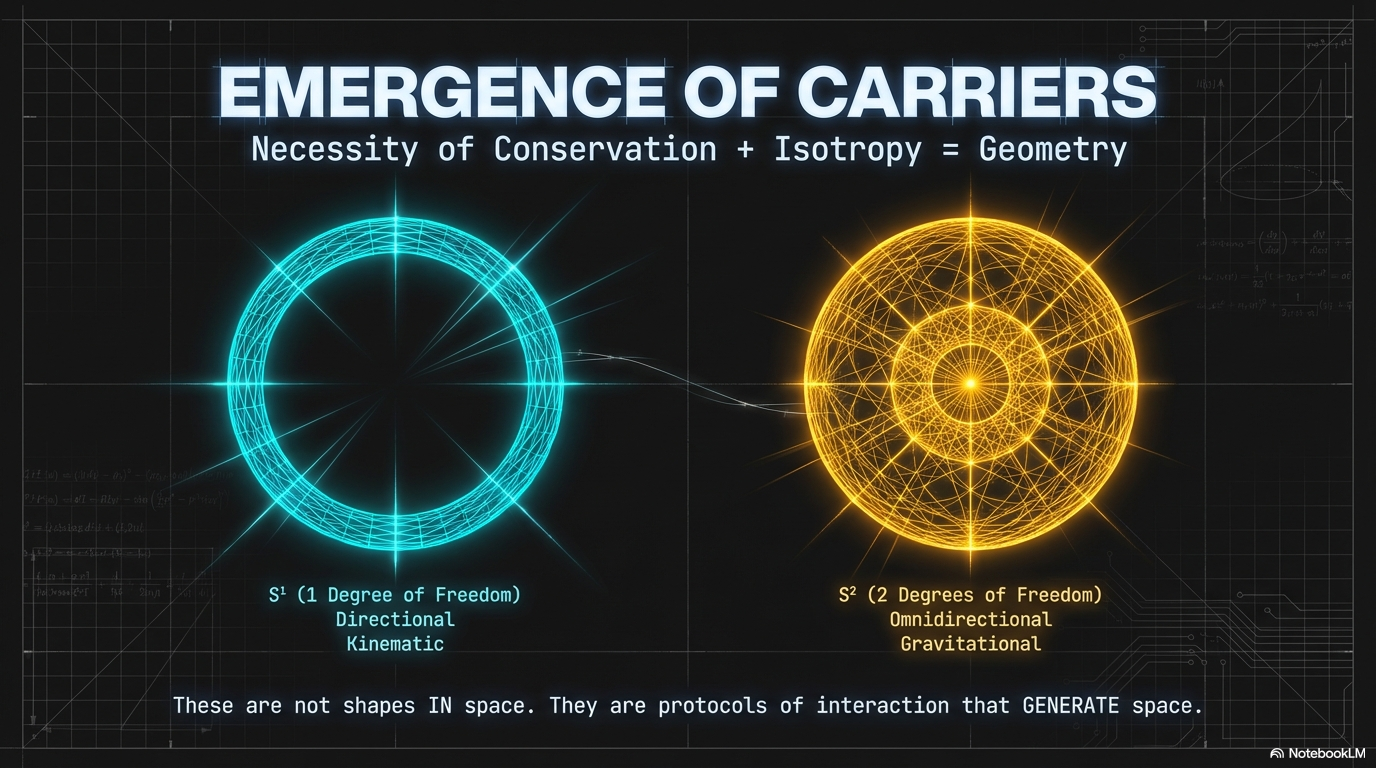 EMERGENCE OF CARRIERS
Necessity of Conservation + Isotropy = Geometry
S¹ (1 Degree of Freedom)
Directional
Kinematic
S² (2 Degrees of Freedom)
Omnidirectional
Gravitational
These are not shapes IN space. They are protocols of interaction that GENERATE space.
NotebookLM